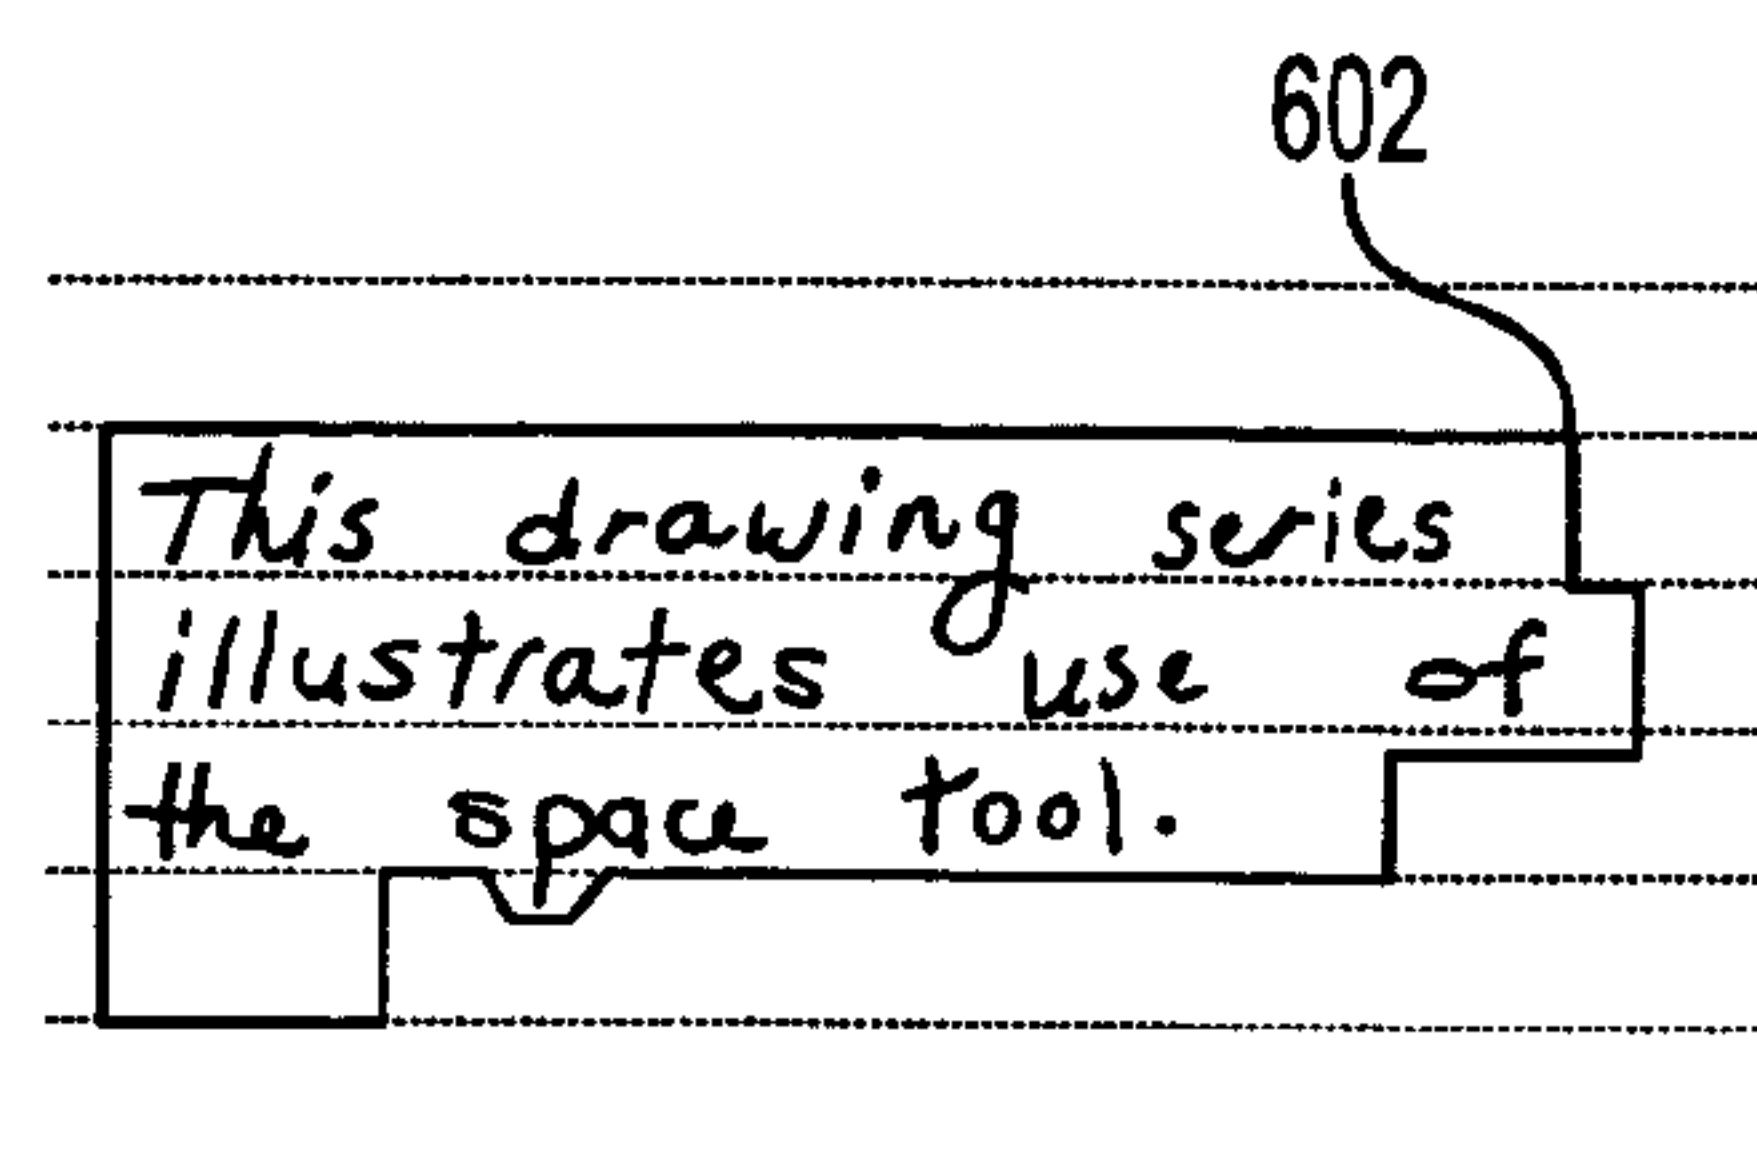 602
This drawing series
illustrates use of
the space tool.